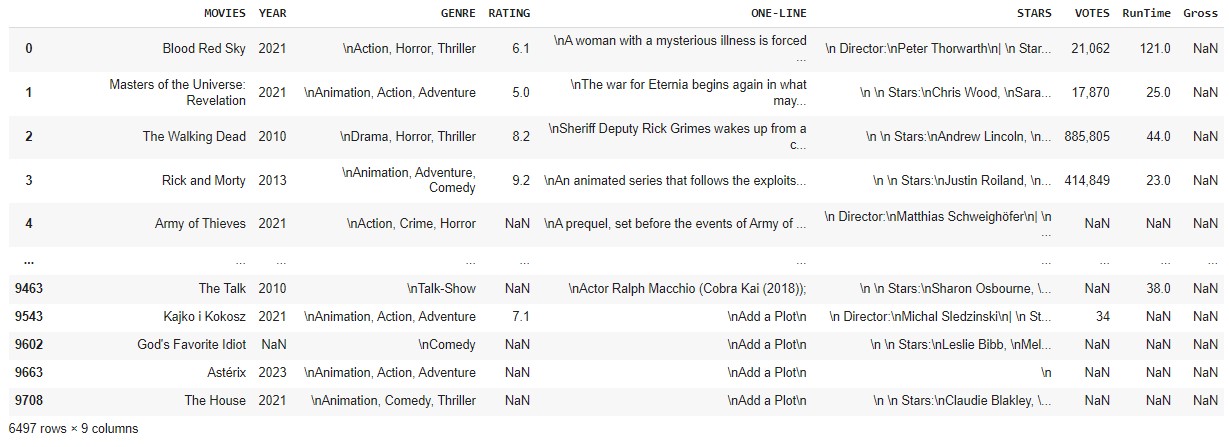 MOVIES YEAR GENRE RATING ONE-LINE STARS VOTES RunTime Gross
0 Blood Red Sky 2021 \nAction, Horror, Thriller 6.1 \nA woman with a mysterious illness is forced ... \n Director:\nPeter Thorwarth\n| \n Star... 21,062 121.0 NaN
1 Masters of the Universe: Revelation 2021 \nAnimation, Action, Adventure 5.0 \nThe war for Eternia begins again in what may... \n \n Stars:\nChris Wood, \nSara... 17,870 25.0 NaN
2 The Walking Dead 2010 \nDrama, Horror, Thriller 8.2 \nSheriff Deputy Rick Grimes wakes up from a c... \n \n Stars:\nAndrew Lincoln, \n... 885,805 44.0 NaN
3 Rick and Morty 2013 \nAnimation, Adventure, Comedy 9.2 \nAn animated series that follows the exploits... \n \n Stars:\nJustin Roiland, \n... 414,849 23.0 NaN
4 Army of Thieves 2021 \nAction, Crime, Horror NaN \nA prequel, set before the events of Army of ... \n Director:\nMatthias Schweighöfer\n| \n ... NaN NaN NaN
... ... ... ... ... ... ... ... ... ...
9463 The Talk 2010 \nTalk-Show NaN \nActor Ralph Macchio (Cobra Kai (2018)); \n \n Stars:\nSharon Osbourne, \... NaN 38.0 NaN
9543 Kajko i Kokosz 2021 \nAnimation, Action, Adventure 7.1 \nAdd a Plot\n \n Director:\nMichal Sledzinski\n| \n St... 34 NaN NaN
9602 God's Favorite Idiot NaN \nComedy NaN \nAdd a Plot\n \n \n Stars:\nLeslie Bibb, \nMel... NaN NaN NaN
9663 Astérix 2023 \nAnimation, Action, Adventure NaN \nAdd a Plot\n \n NaN NaN NaN
9708 The House 2021 \nAnimation, Comedy, Thriller NaN \nAdd a Plot\n \n \n Stars:\nClaudie Blakley, \... NaN NaN NaN
6497 rows × 9 columns